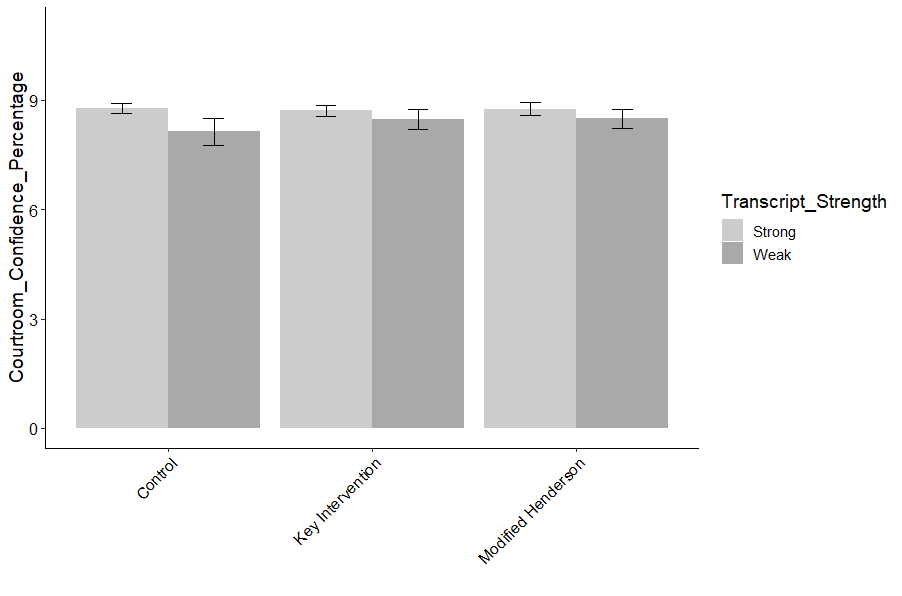 Courtroom_Confidence_Percentage
9
6
3
0
Control
Key Intervention
Modified Henderson
Transcript_Strength
Strong
Weak